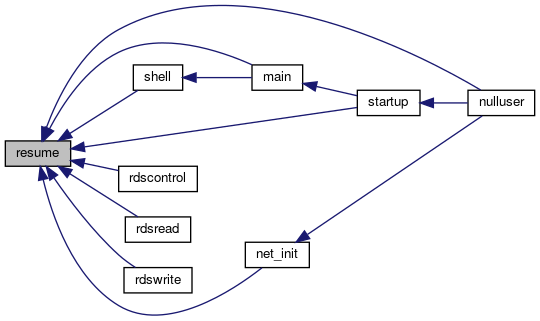 resume
shell
main
startup
nulluser
rdscontrol
rdsread
net_init
rdswrite